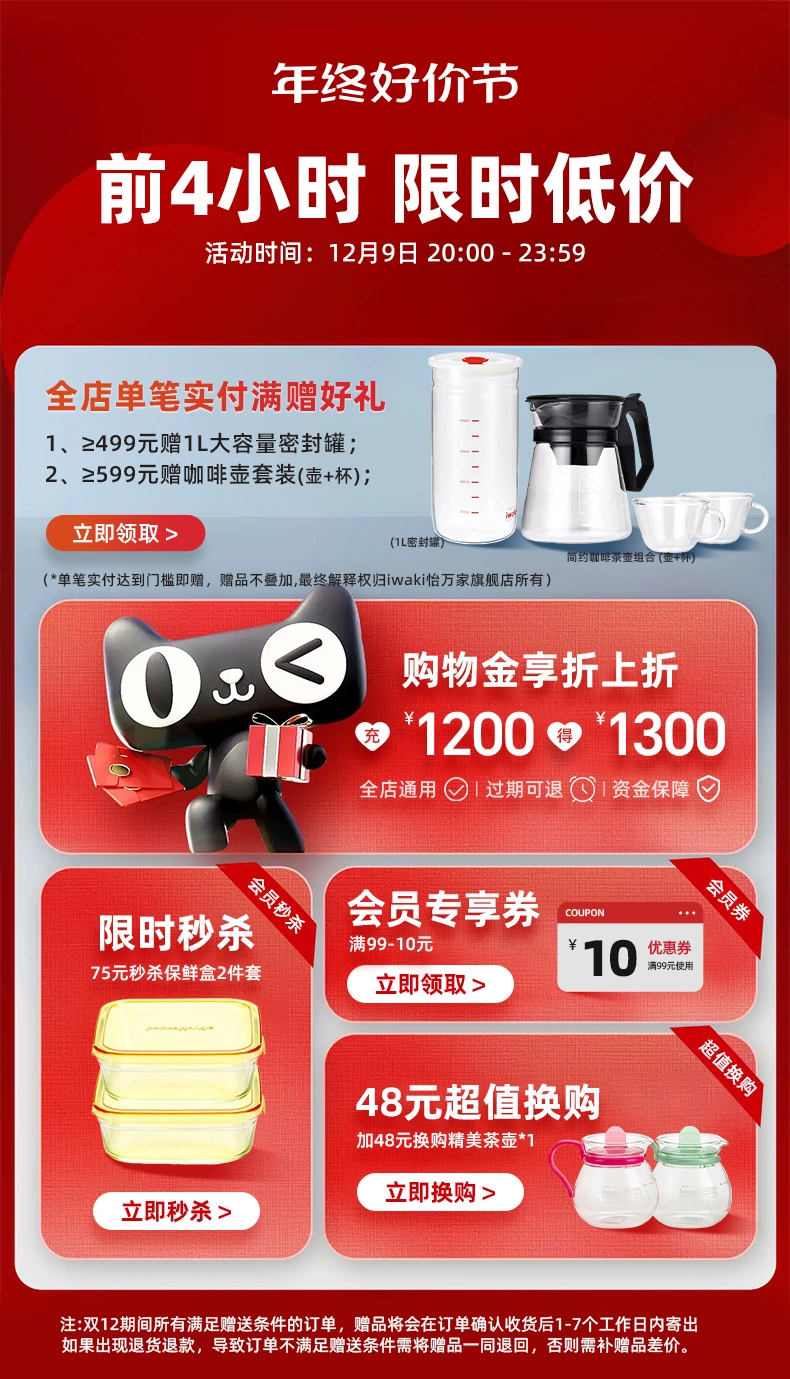 年终好价节
前4小时 限时低价
活动时间：12月9日 20:00 - 23:59
全店单笔实付满赠好礼
1、≥499元赠1L大容量密封罐；
2、≥599元赠咖啡壶套装(壶+杯)；
立即领取 >
(1L密封罐)
简约咖啡茶壶组合 (壶+杯)
(*单笔实付达到门槛即赠，赠品不叠加,最终解释权归iwaki怡万家旗舰店所有)
购物金享折上折
充 ¥1200 得 ¥1300
全店通用 | 过期可退 | 资金保障
会员秒杀
限时秒杀
75元秒杀保鲜盒2件套
立即秒杀 >
会员券
会员专享券
满99-10元
立即领取 >
COUPON
¥ 10 优惠券
满99元使用
超值换购
48元超值换购
加48元换购精美茶壶*1
立即换购 >
注:双12期间所有满足赠送条件的订单，赠品将会在订单确认收货后1-7个工作日内寄出
如果出现退货退款，导致订单不满足赠送条件需将赠品一同退回，否则需补赠品差价。